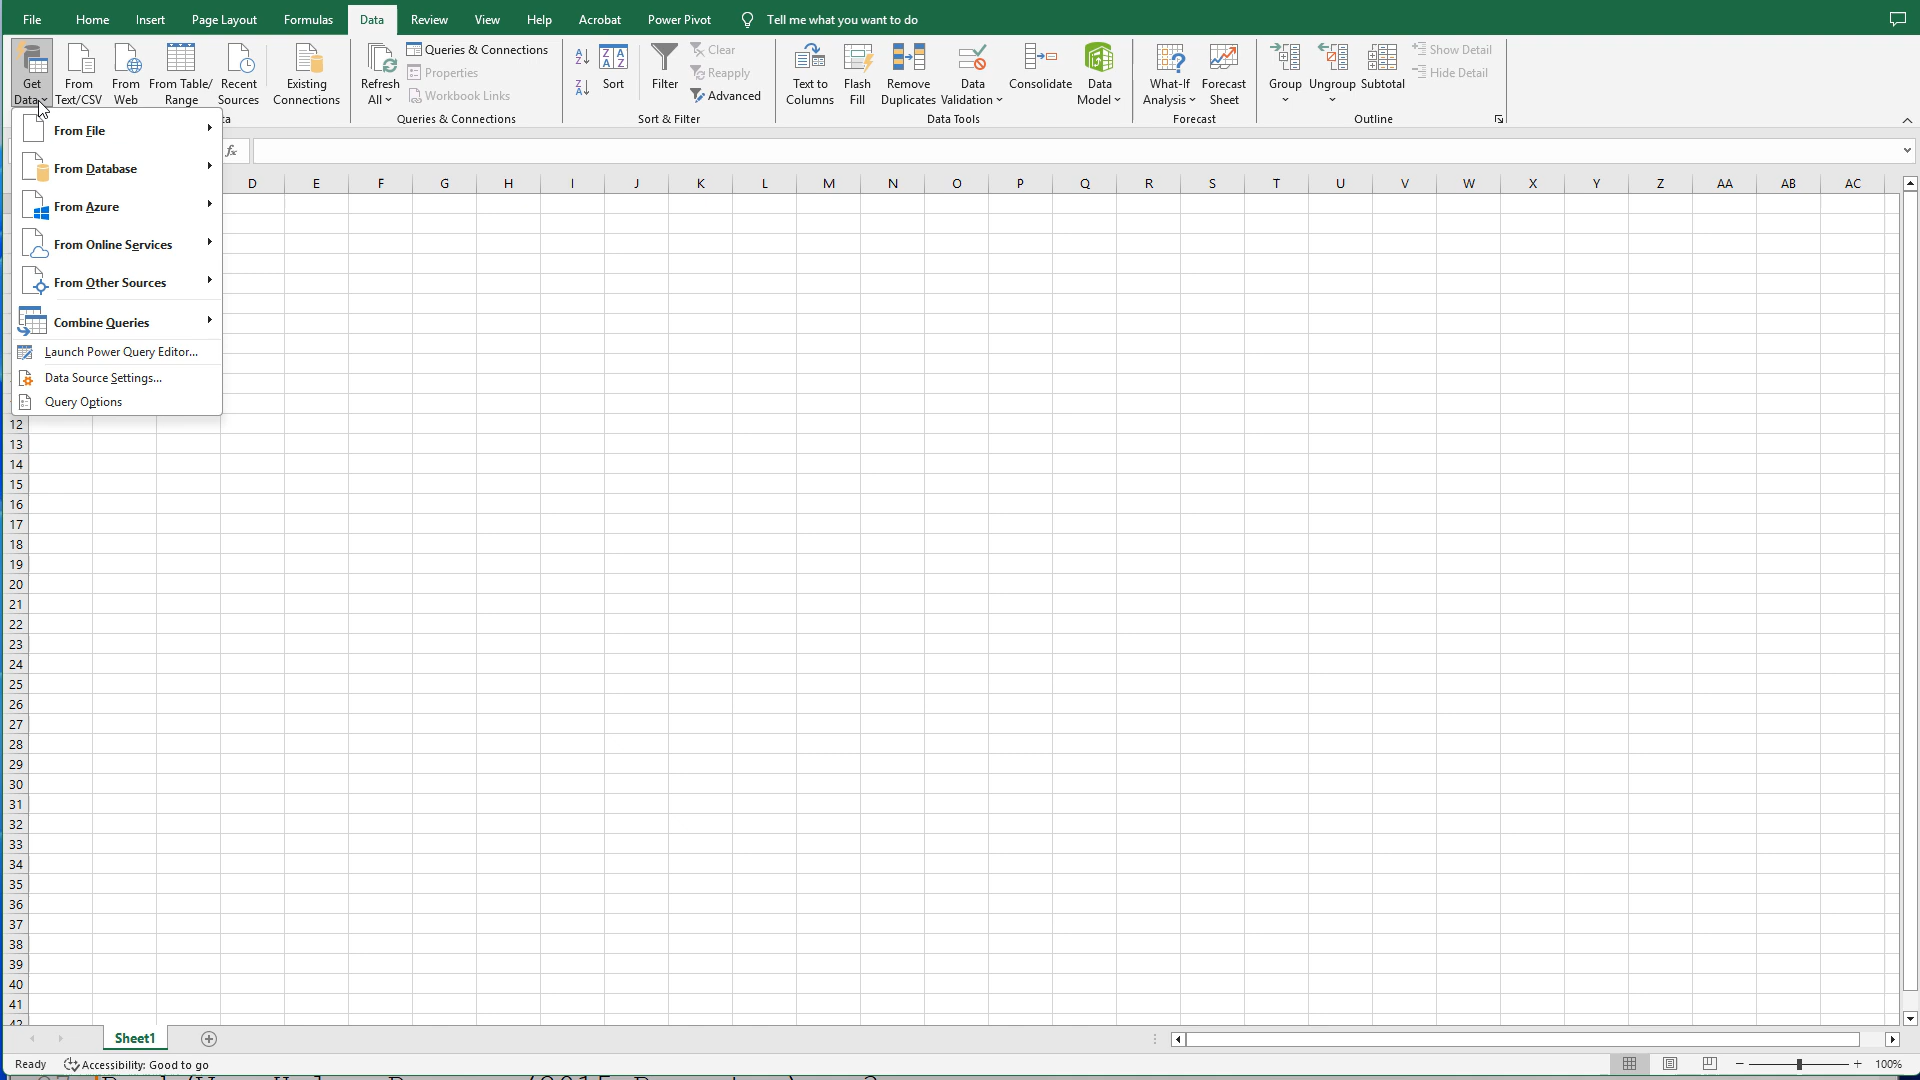 File Home Insert Page Layout Formulas Data Review View Help Acrobat Power Pivot Tell me what you want to do
Get Data
From Text/CSV
From Web
From Table/ Range
Recent Sources
Existing Connections
Refresh All
Queries & Connections
Properties
Workbook Links
Queries & Connections
Sort
Filter
Clear
Reapply
Advanced
Sort & Filter
Text to Columns
Flash Fill
Remove Duplicates
Data Validation
Consolidate
Data Model
Data Tools
What-If Analysis
Forecast Sheet
Forecast
Group
Ungroup
Subtotal
Show Detail
Hide Detail
Outline
From File
From Database
From Azure
From Online Services
From Other Sources
Combine Queries
Launch Power Query Editor...
Data Source Settings...
Query Options
fx
D E F G H I J K L M N O P Q R S T U V W X Y Z AA AB AC
12
13
14
15
16
17
18
19
20
21
22
23
24
25
26
27
28
29
30
31
32
33
34
35
36
37
38
39
40
41
Sheet1
Ready Accessibility: Good to go 100%